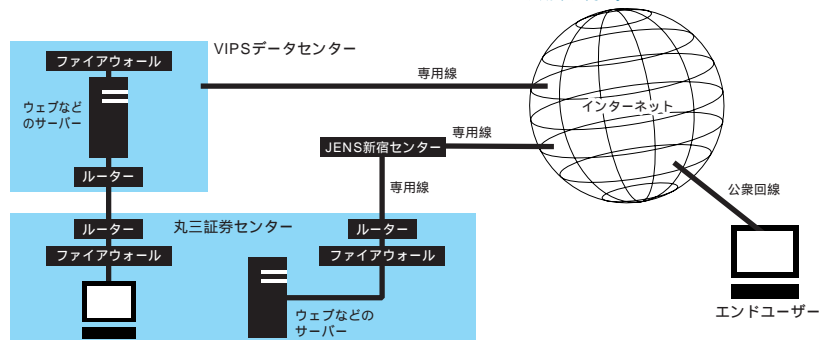 VIPSデータセンター
ファイアウォール
ウェブなど
のサーバー
ルーター
専用線
インターネット
専用線
JENS新宿センター
専用線
公衆回線
丸三証券センター
ルーター
ファイアウォール
ルーター
ファイアウォール
ウェブなどの
サーバー
エンドユーザー